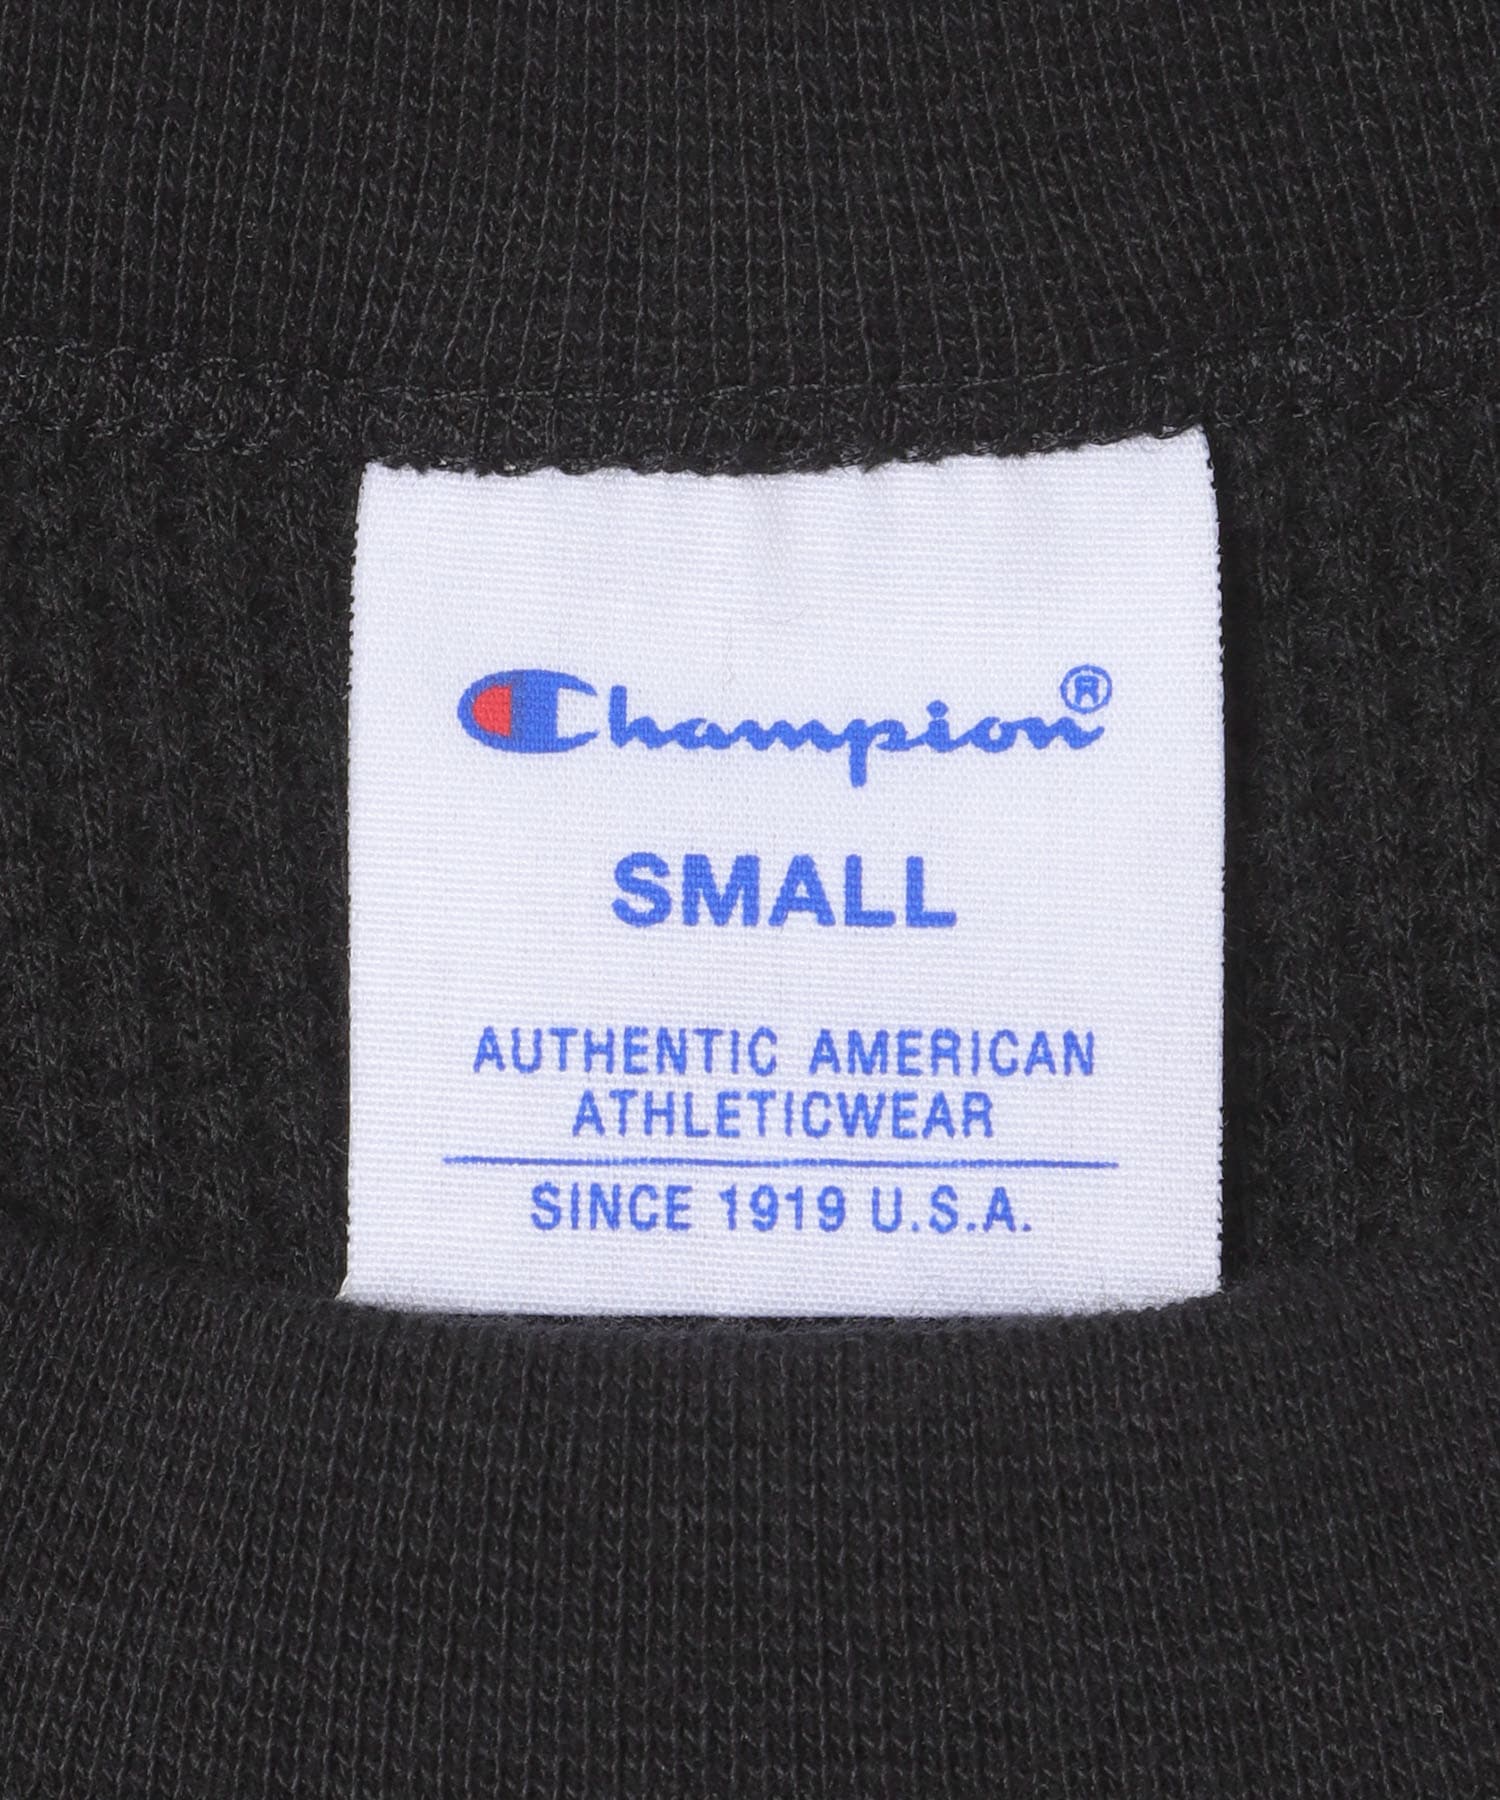 Champion®
SMALL
AUTHENTIC AMERICAN
ATHLETICWEAR
SINCE 1919 U.S.A.